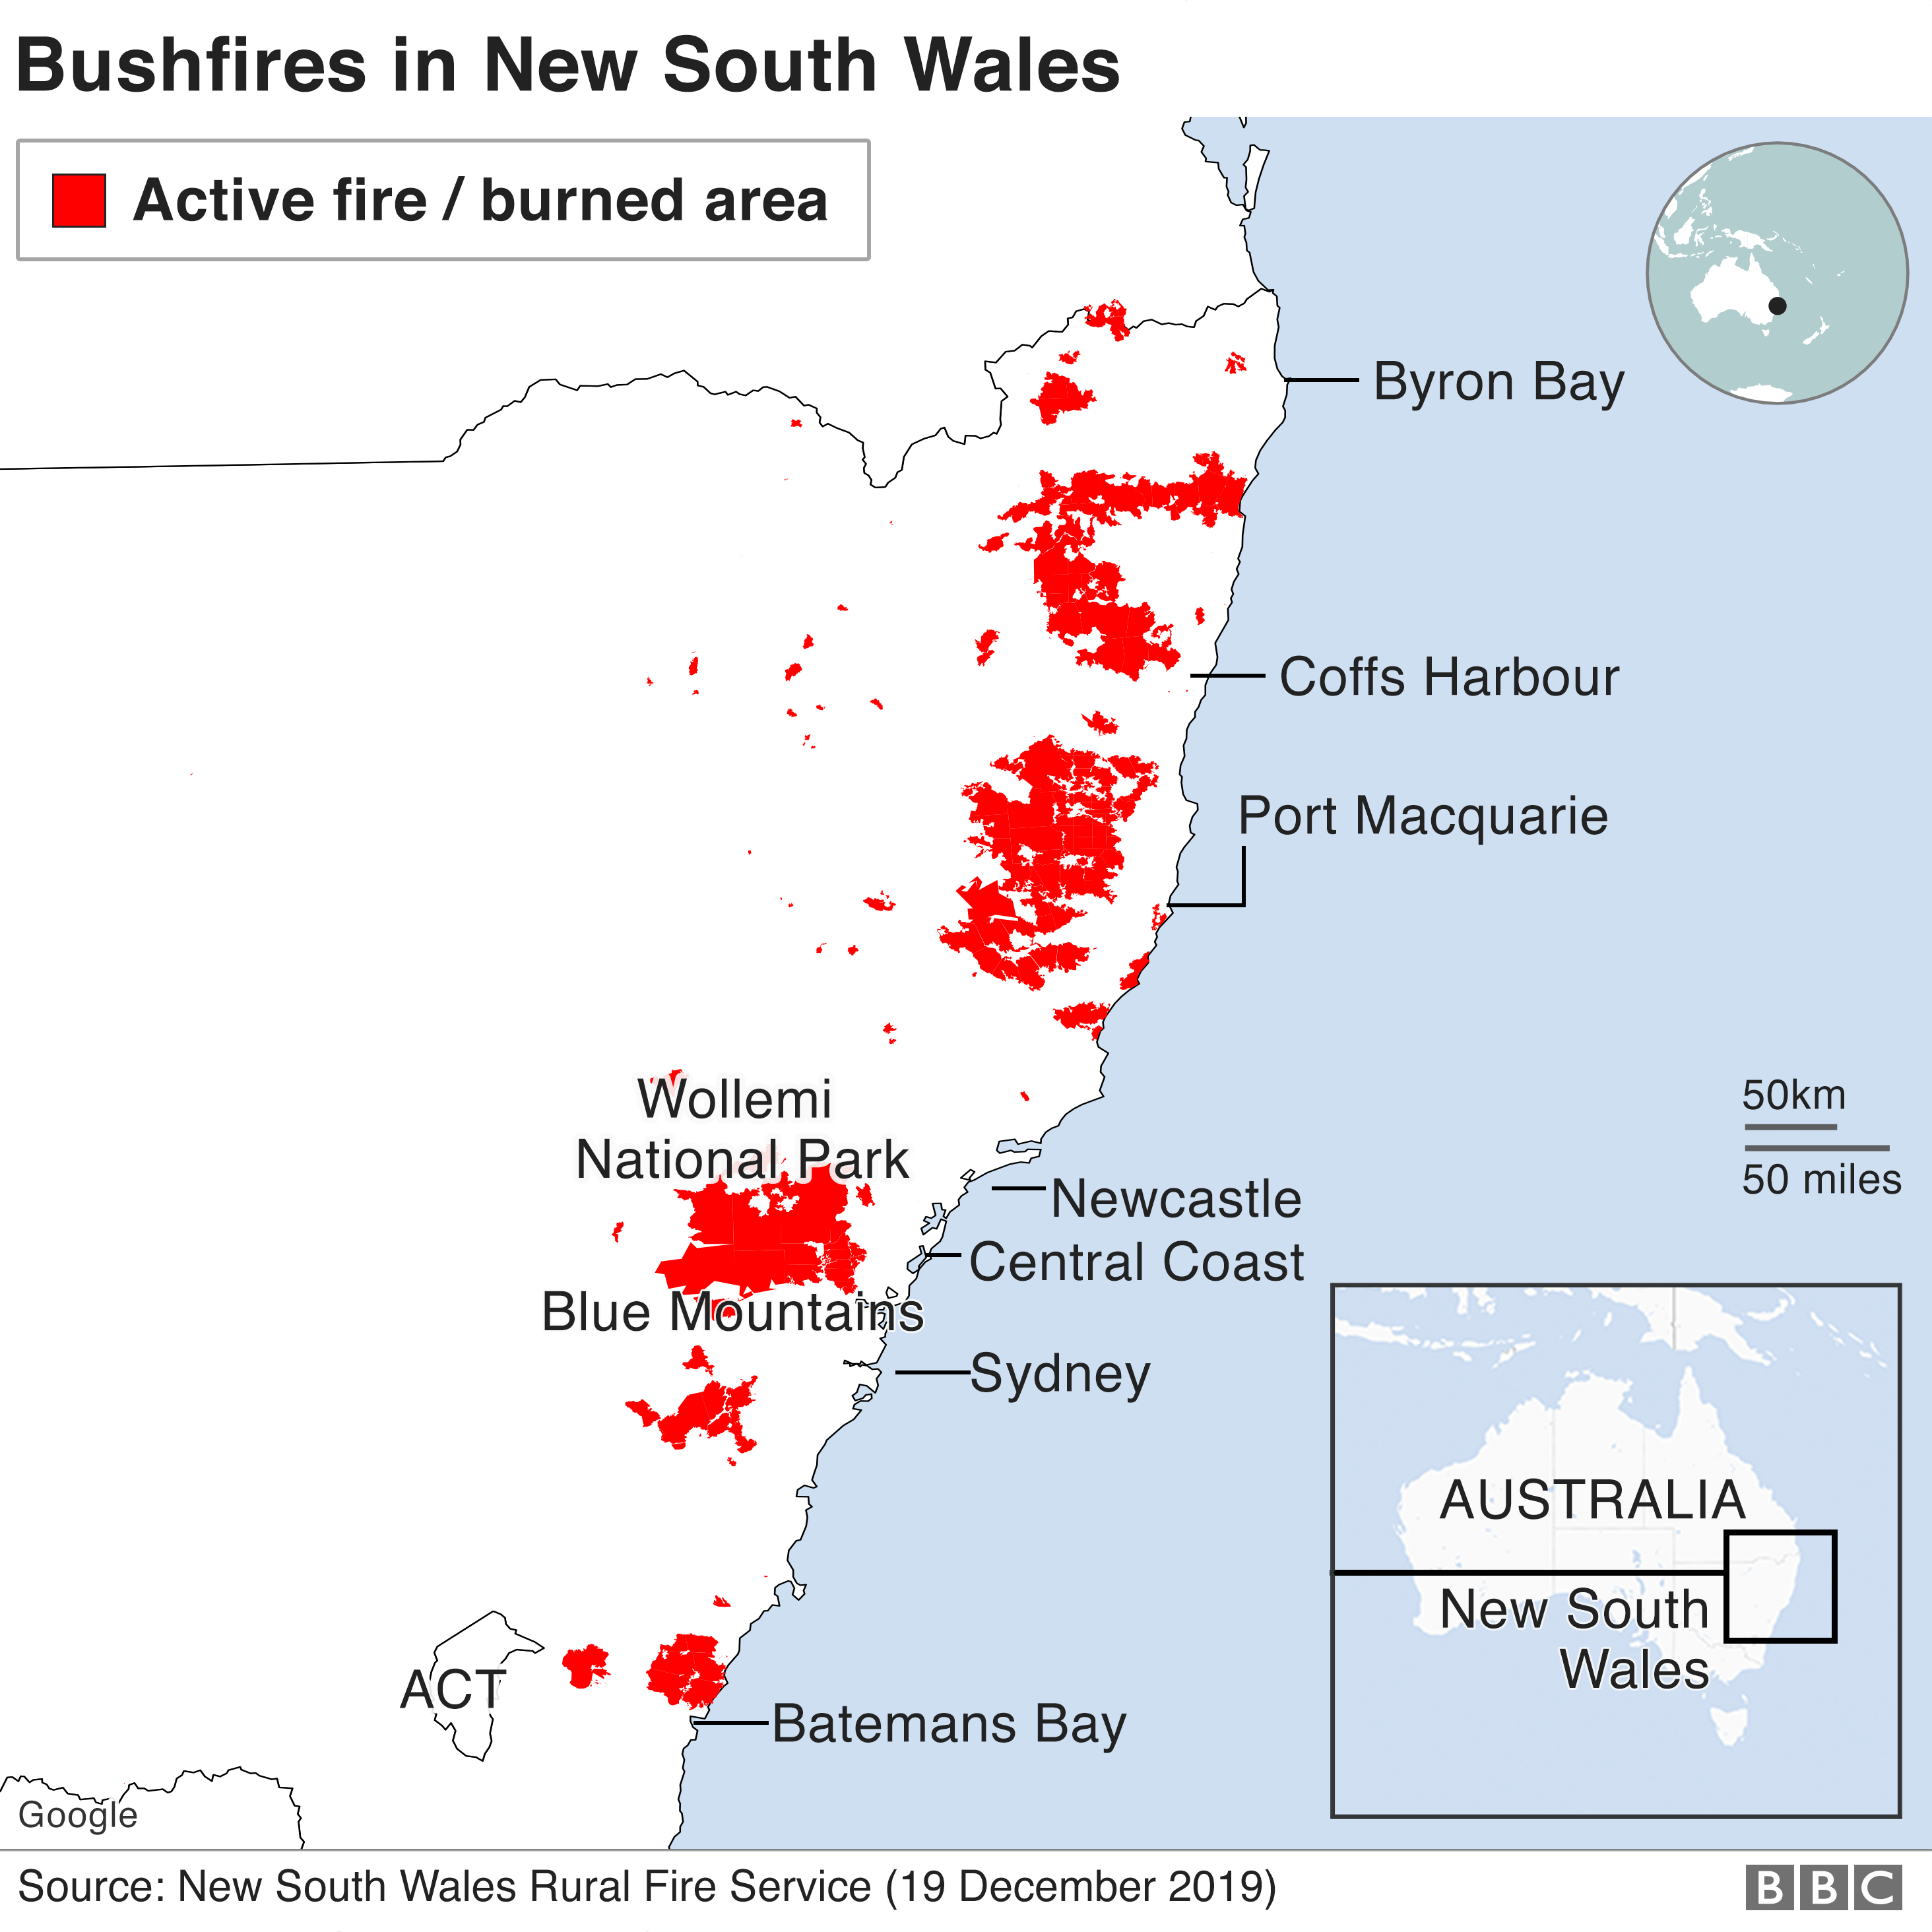 Bushfires in New South Wales
Active fire / burned area
Byron Bay
Coffs Harbour
Port Macquarie
50km
50 miles
Wollemi
National Park
Newcastle
Central Coast
Blue Mountains
Sydney
AUSTRALIA
New South
Wales
ACT
Batemans Bay
Google
Source: New South Wales Rural Fire Service (19 December 2019)
BBC